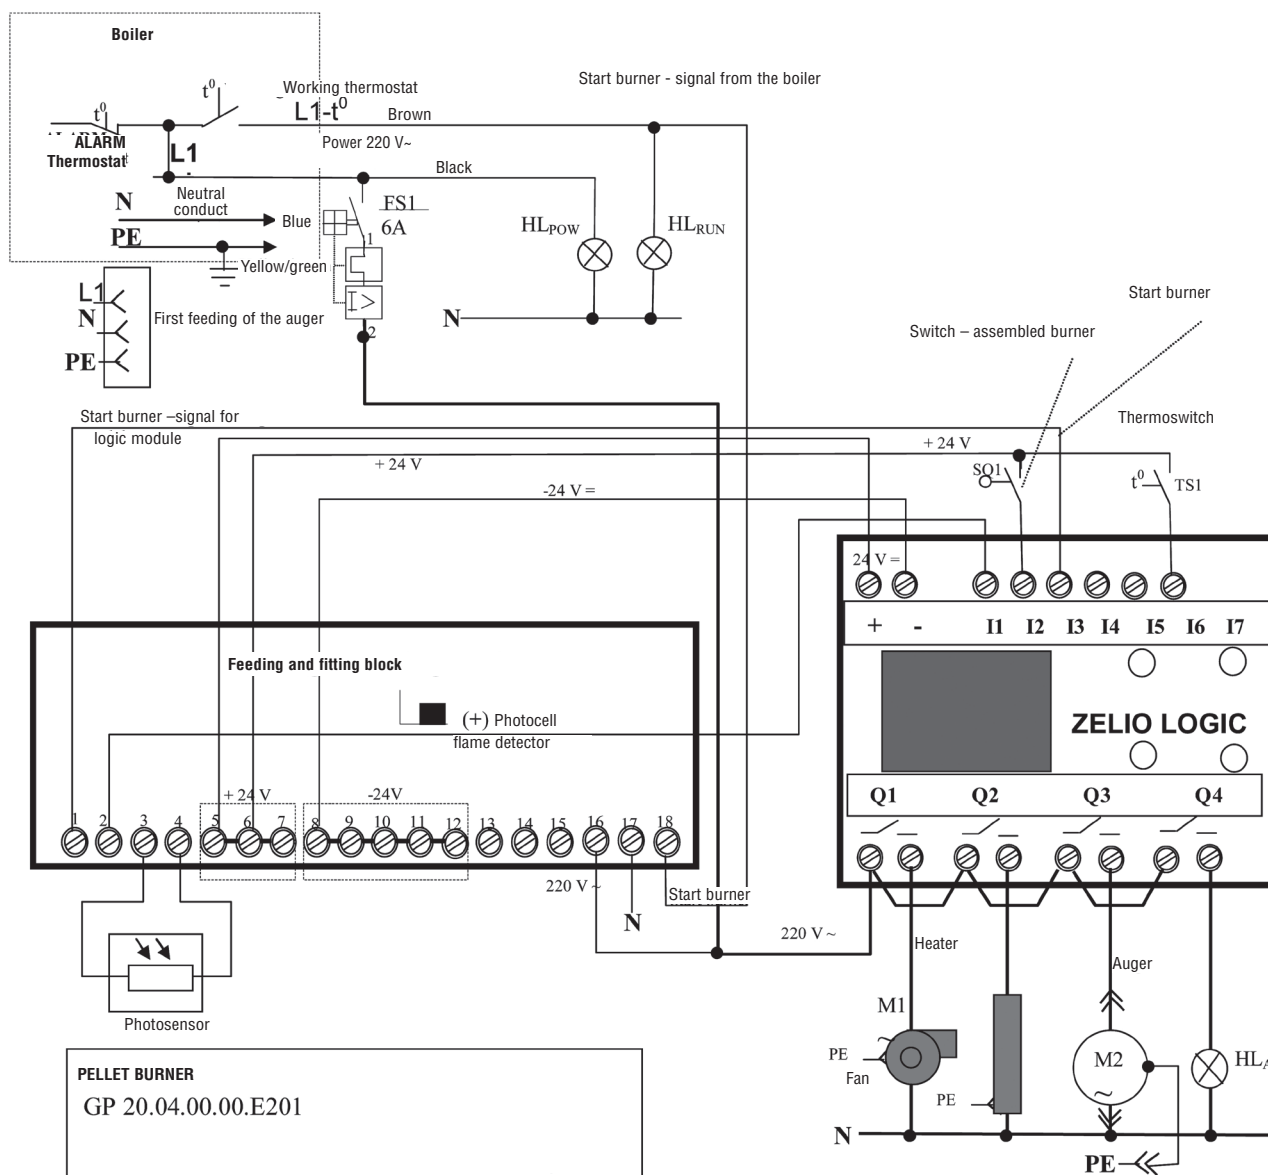 Boiler
t0
t0
Working thermostat
L1-t0
Brown
Start burner - signal from the boiler
ALARM
Thermostat
L1
Power 220 V~
Black
N
Neutral
conduct
Blue
PE
Yellow/green
FS1
6A
1
2
HLPOW
HLRUN
N
L1
N
PE
First feeding of the auger
Start burner
Switch – assembled burner
Thermoswitch
Start burner –signal for
logic module
+ 24 V
+ 24 V
-24 V =
SQ1
t0
TS1
24 V =
+ - I1 I2 I3 I4 I5 I6 I7
Feeding and fitting block
(+) Photocell
flame detector
ZELIO LOGIC
Q1 Q2 Q3 Q4
+ 24 V
-24V
1 2 3 4 5 6 7 8 9 10 11 12 13 14 15 16 17 18
220 V ~
N
Start burner
220 V ~
Heater
Auger
Photosensor
M1
PE
Fan
PE
M2
~
HLA
N
PE
PELLET BURNER
GP 20.04.00.00.E201